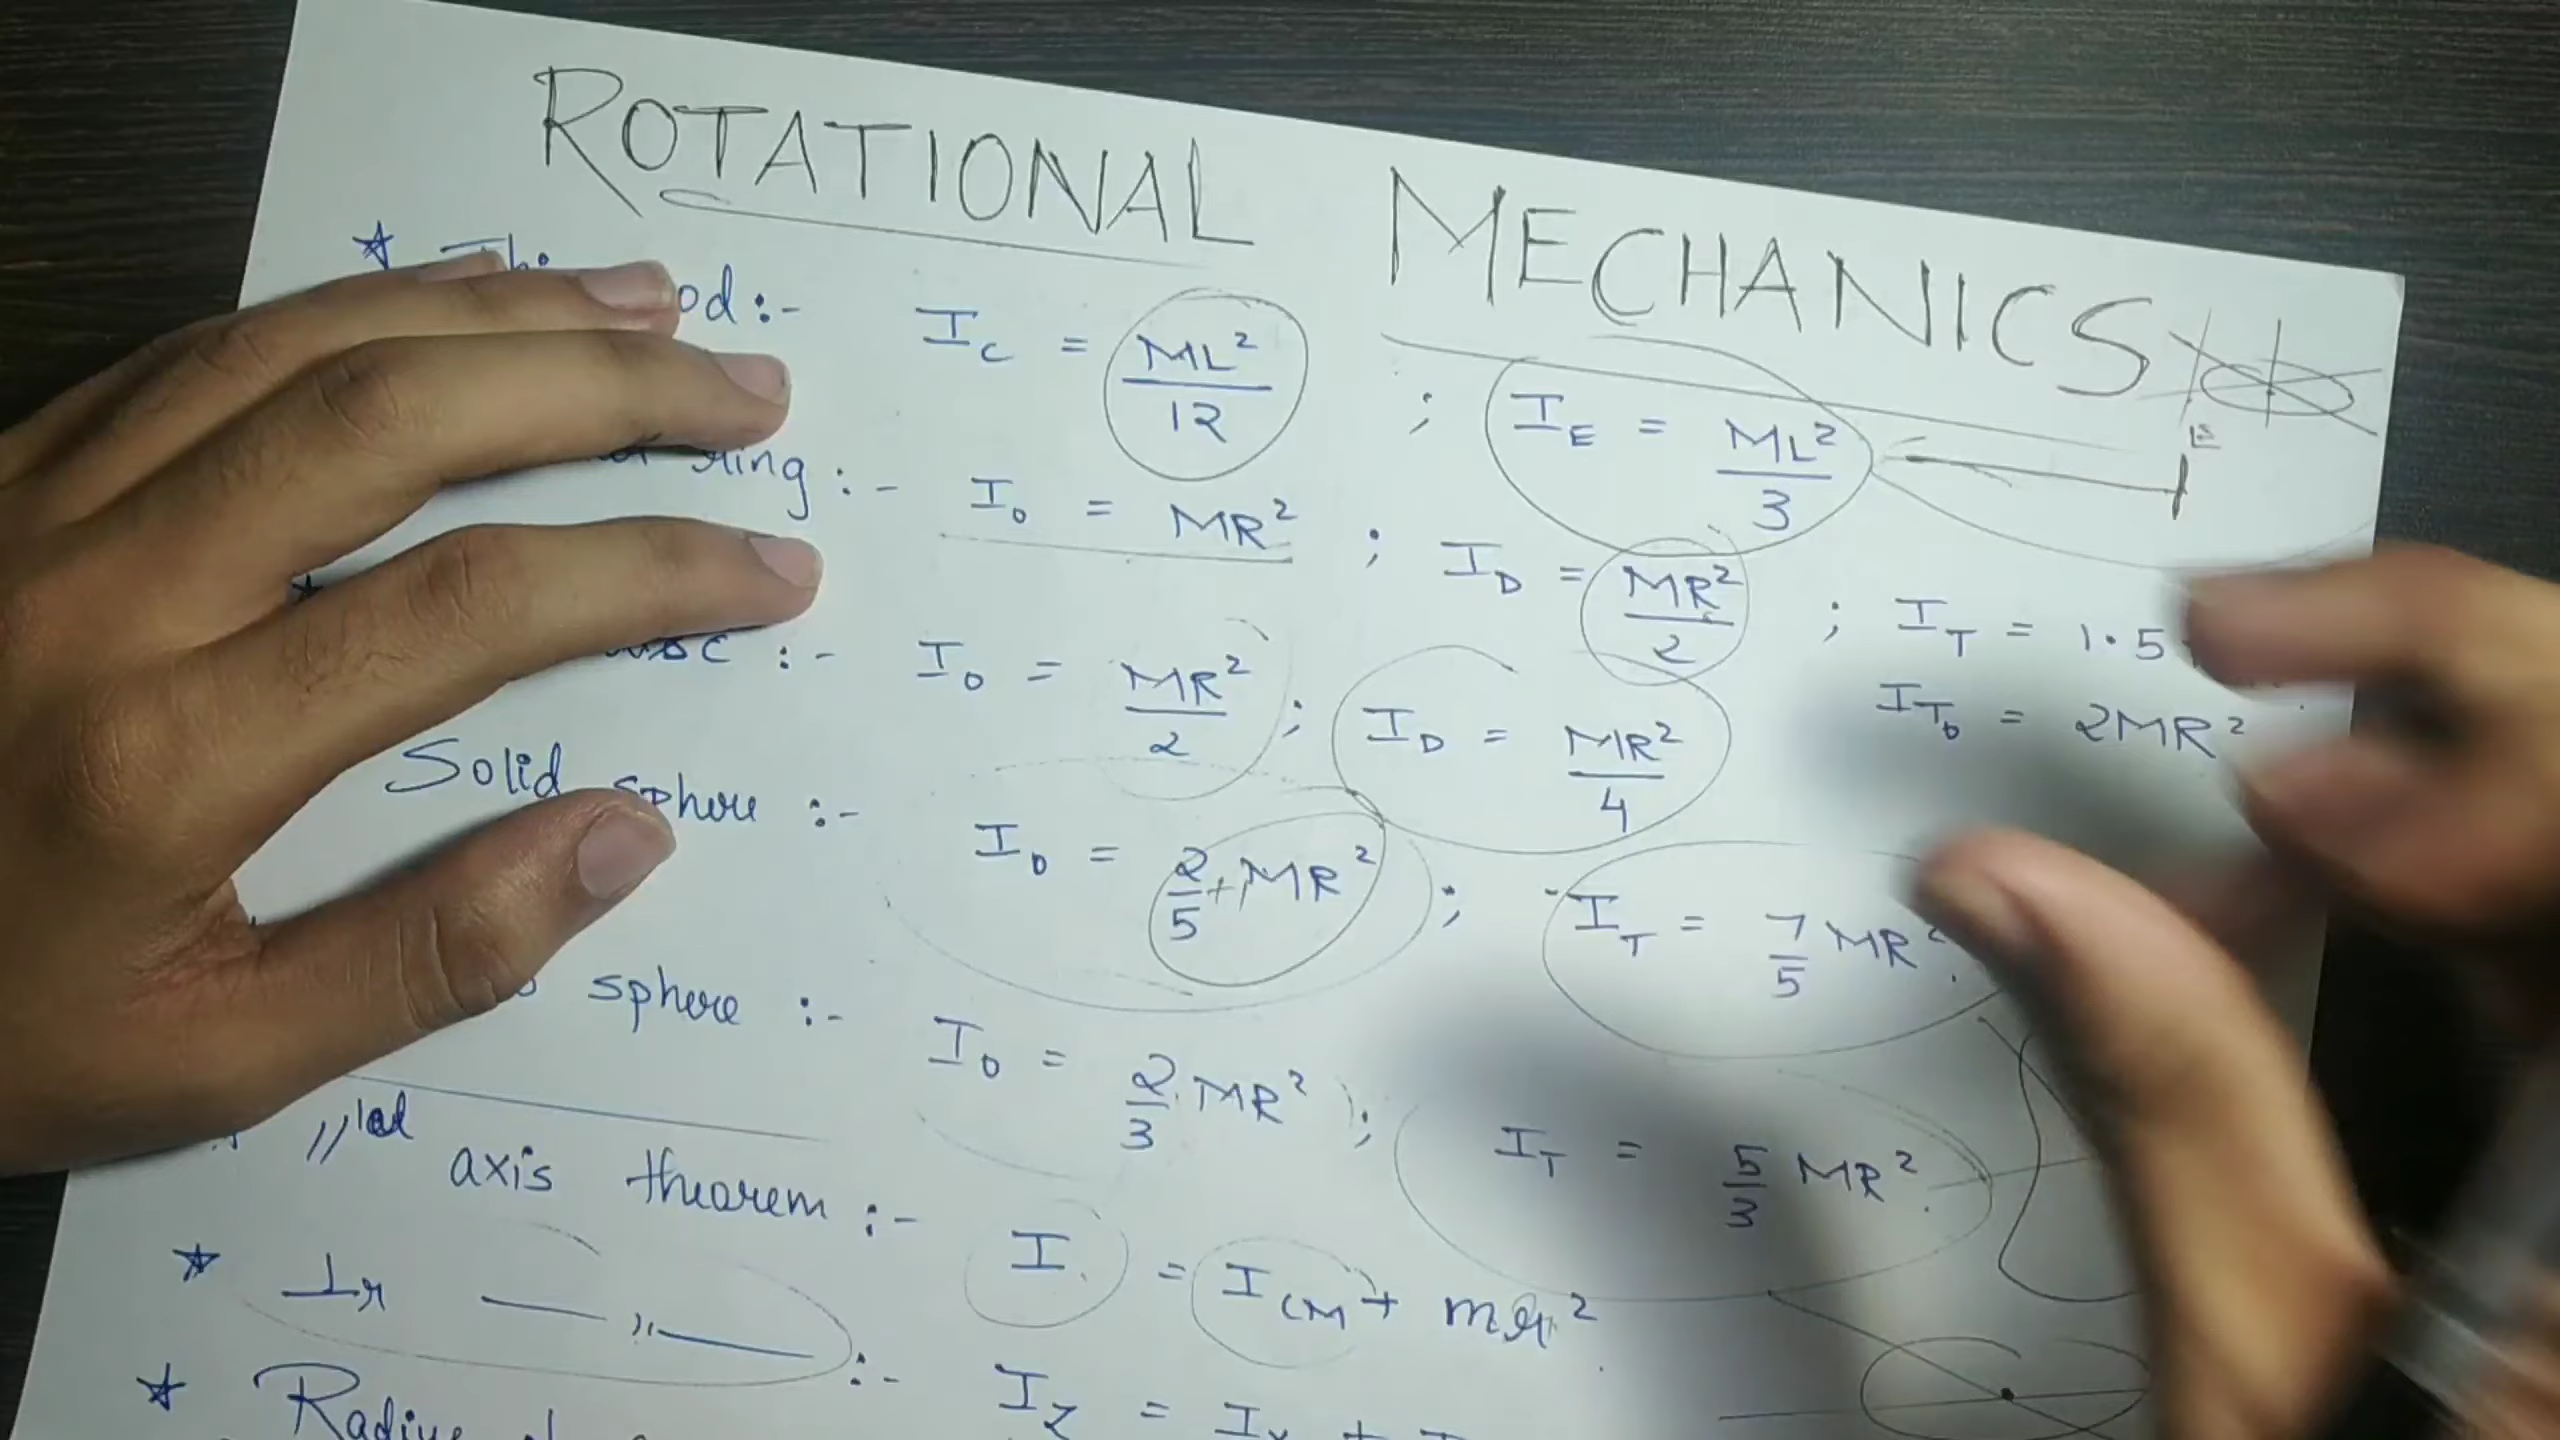 ROTATIONAL MECHANICS
E
:- I_C = ML²/12 ; I_E = ML²/3
ring :- I_0 = MR² ; I_D = MR²/2 ; I_T = 1.5
:- I_0 = MR²/2 ; I_D = MR²/4 I_T0 = 2MR²
Solid sphere :- I_0 = 2/5 MR² ; I_T = 7/5 MR²
sphere :- I_0 = 2/3 MR² ; I_T = 5/3 MR²
//lel axis theorem :- I = I_CM + mr²
⊥r —— " —— :- I_Z = I_x +
Radius